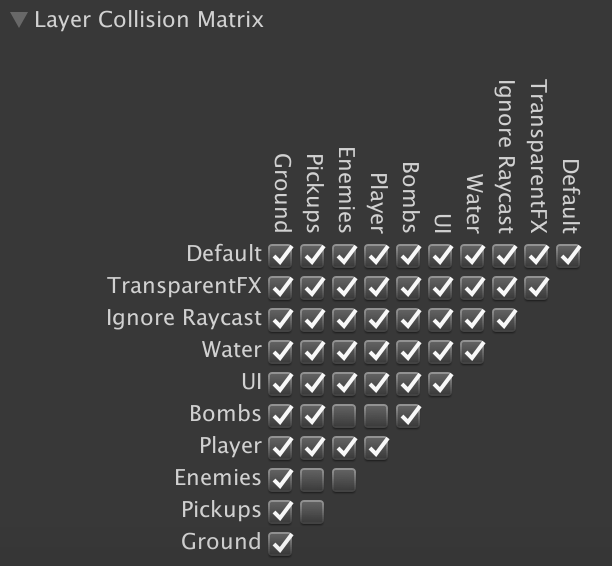 Layer Collision Matrix
Ground
Pickups
Enemies
Player
Bombs
UI
Water
Ignore Raycast
TransparentFX
Default
Default
TransparentFX
Ignore Raycast
Water
UI
Bombs
Player
Enemies
Pickups
Ground